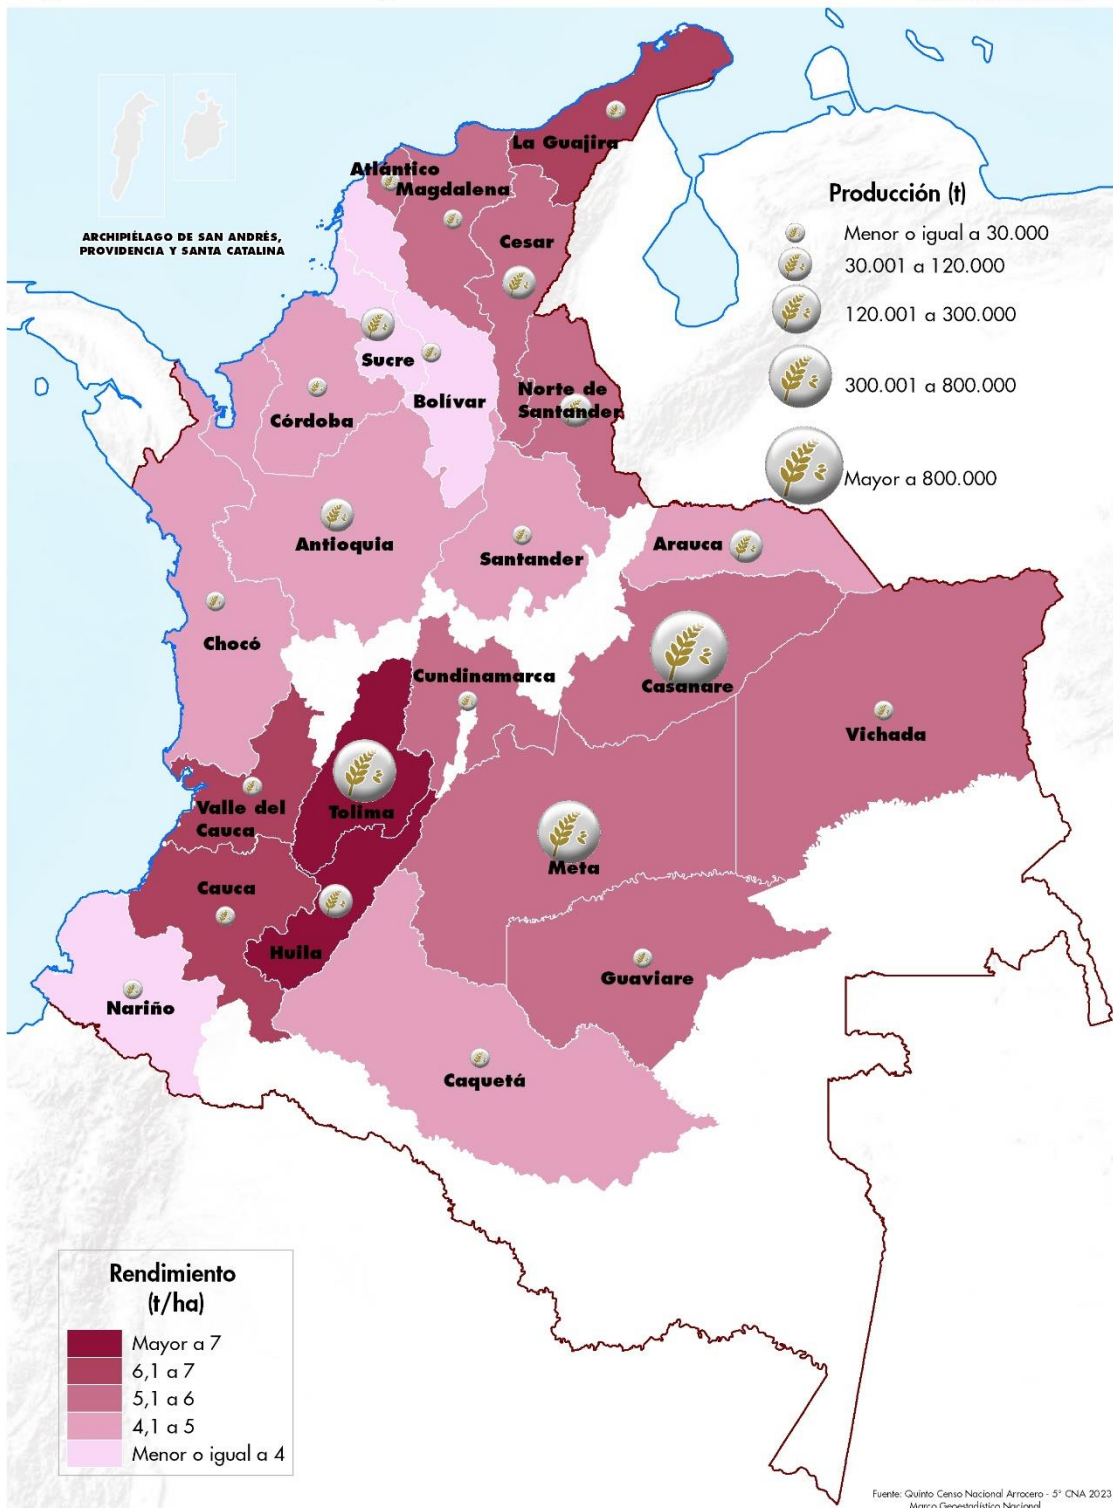 La Guajira
Atlántico
Magdalena
Cesar
ARCHIPIÉLAGO DE SAN ANDRÉS,
PROVIDENCIA Y SANTA CATALINA
Sucre
Bolívar
Córdoba
Norte de
Santander
Antioquia
Santander
Arauca
Chocó
Cundinamarca
Casanare
Vichada
Valle del
Cauca
Tolima
Meta
Cauca
Huila
Guaviare
Nariño
Caquetá
Producción (t)
Menor o igual a 30.000
30.001 a 120.000
120.001 a 300.000
300.001 a 800.000
Mayor a 800.000
Rendimiento
(t/ha)
Mayor a 7
6,1 a 7
5,1 a 6
4,1 a 5
Menor o igual a 4
Fuente: Quinto Censo Nacional Arrocero - 5° CNA 2023
Marco Geoestadístico Nacional